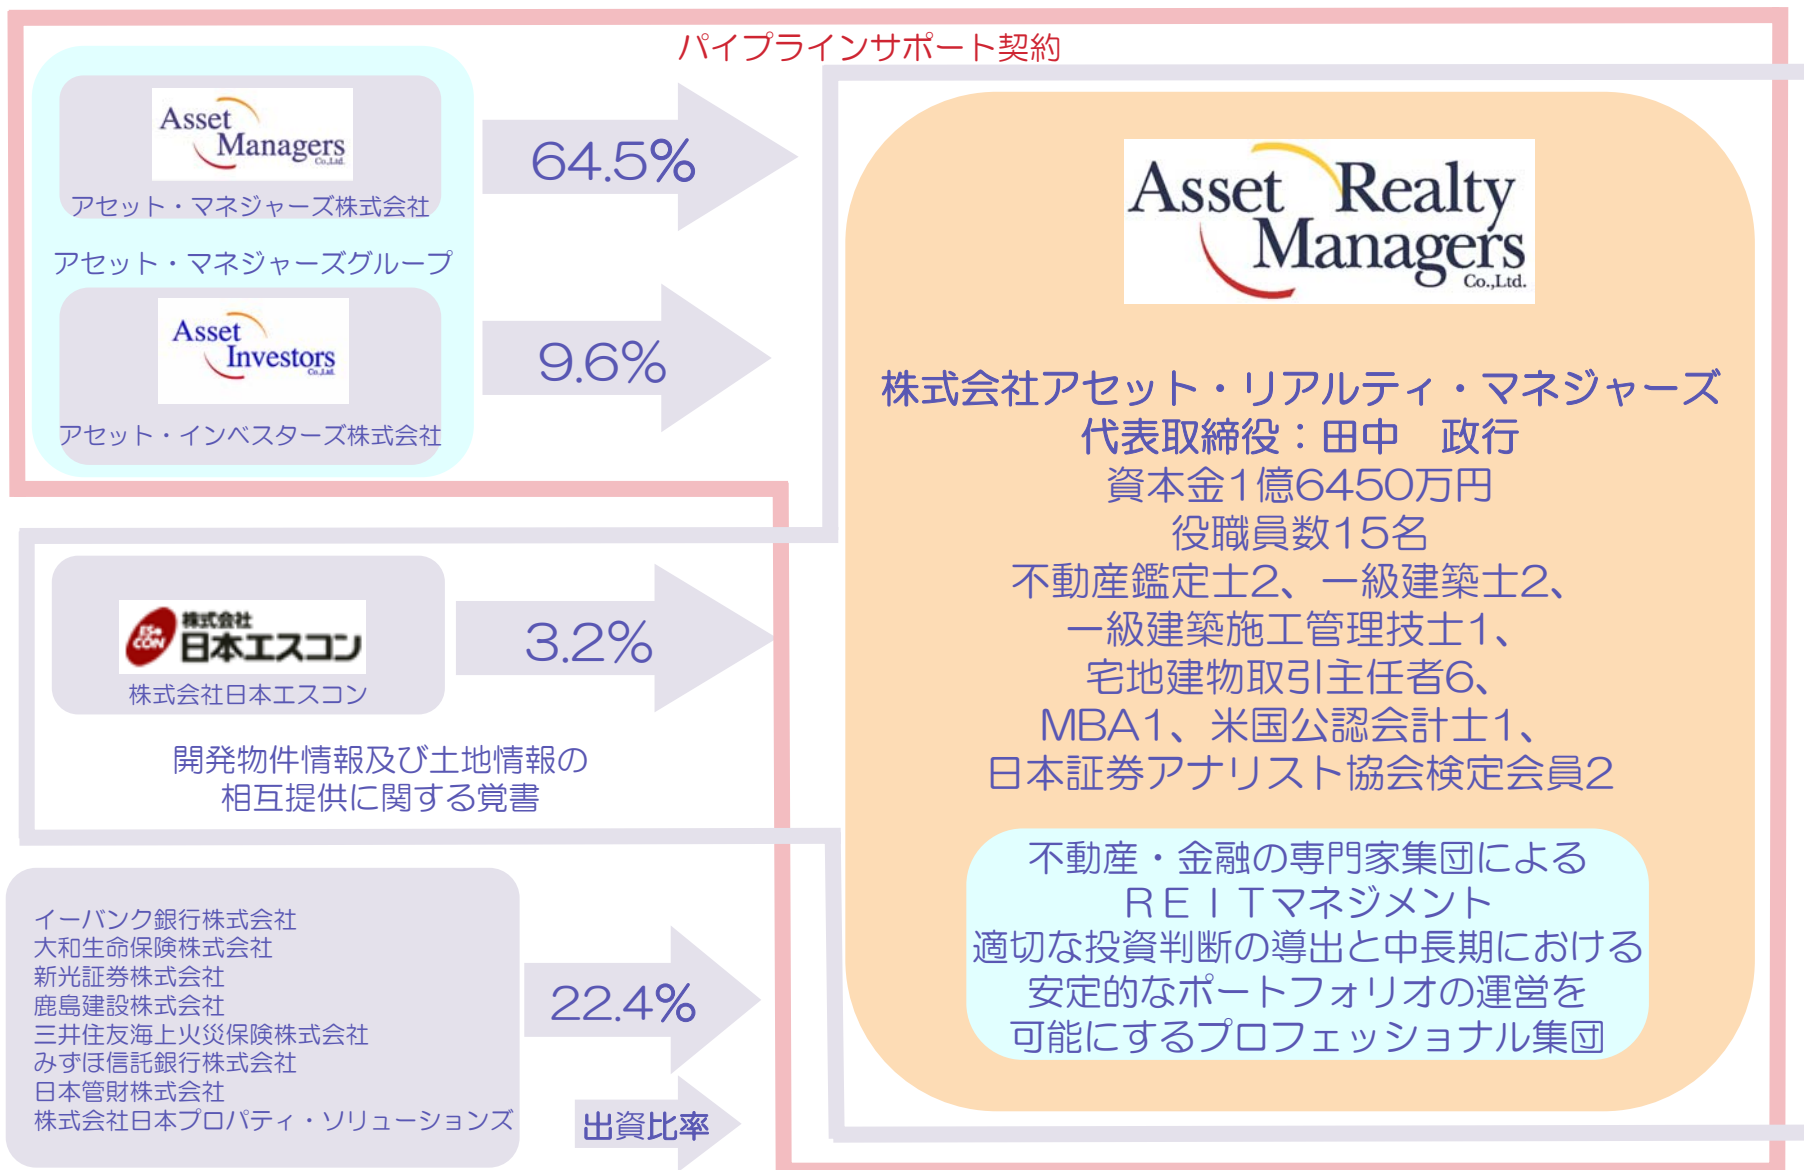 パイプラインサポート契約
Asset
Managers
Co.,Ltd.
アセット・マネジャーズ株式会社
64.5%
アセット・マネジャーズグループ
Asset
Investors
Co.,Ltd.
アセット・インベスターズ株式会社
9.6%
ES
CON
株式会社
日本エスコン
株式会社日本エスコン
3.2%
開発物件情報及び土地情報の
相互提供に関する覚書
イーバンク銀行株式会社
大和生命保険株式会社
新光証券株式会社
鹿島建設株式会社
三井住友海上火災保険株式会社
みずほ信託銀行株式会社
日本管財株式会社
株式会社日本プロパティ・ソリューションズ
22.4%
出資比率
Asset Realty
Managers
Co.,Ltd.
株式会社アセット・リアルティ・マネジャーズ
代表取締役：田中　政行
資本金1億6450万円
役職員数15名
不動産鑑定士2、一級建築士2、
一級建築施工管理技士1、
宅地建物取引主任者6、
MBA1、米国公認会計士1、
日本証券アナリスト協会検定会員2
不動産・金融の専門家集団による
ＲＥＩＴマネジメント
適切な投資判断の導出と中長期における
安定的なポートフォリオの運営を
可能にするプロフェッショナル集団